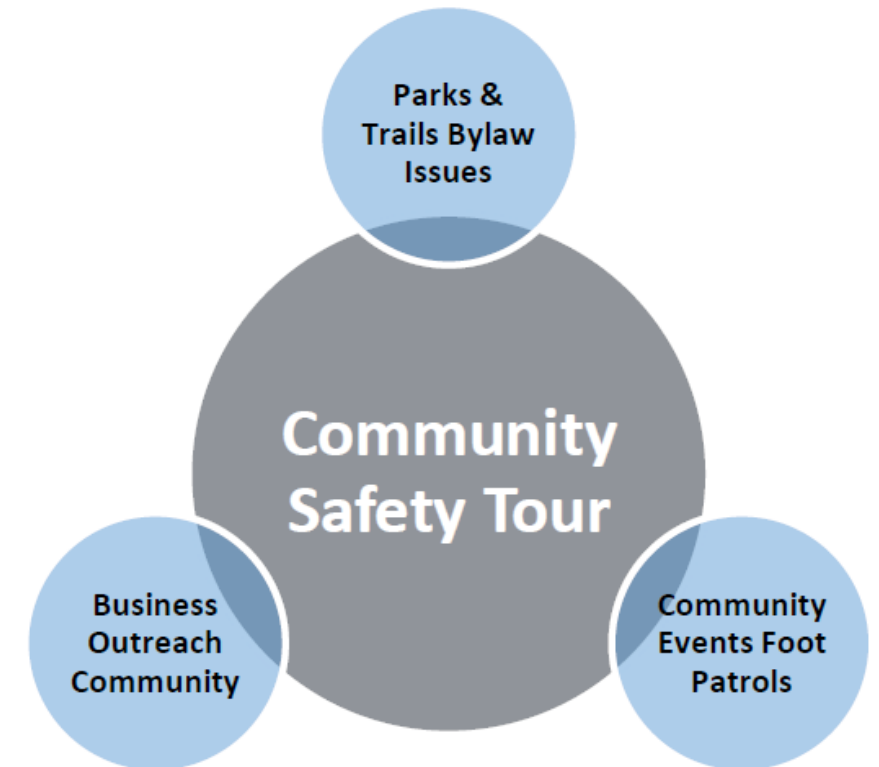 Parks &
Trails Bylaw
Issues
Community
Safety Tour
Business
Outreach
Community
Community
Events Foot
Patrols